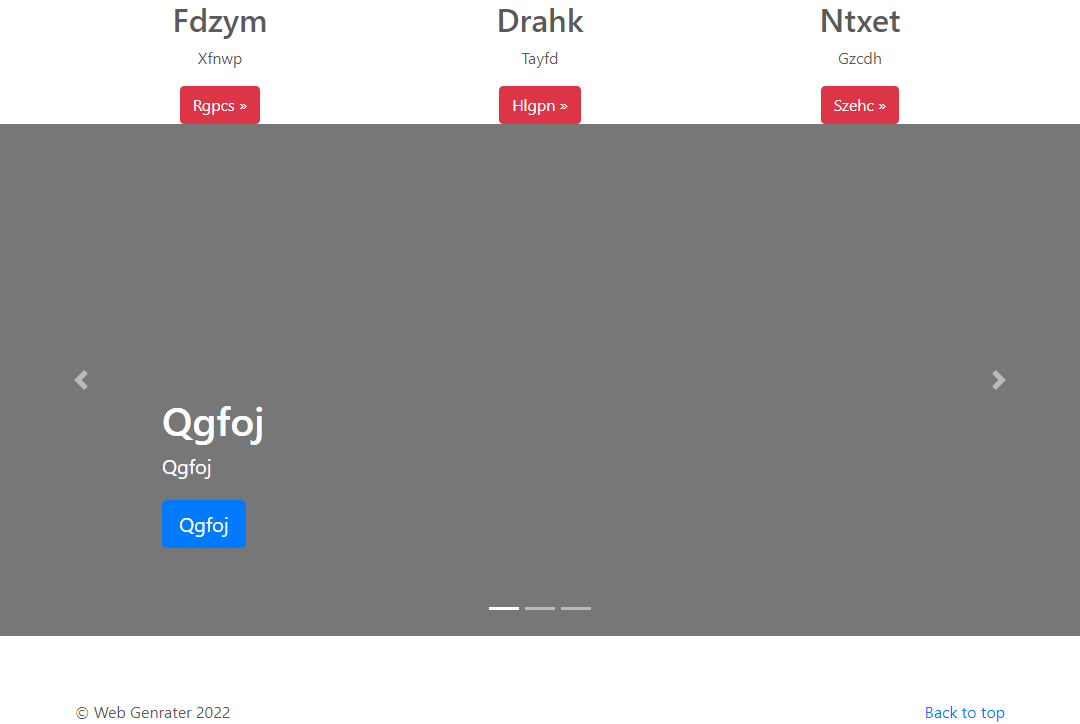 Fdzym
Xfnwp
Rgpcs »
Drahk
Tayfd
Hlgpn »
Ntxet
Gzcdh
Szehc »
Qgfoj
Qgfoj
Qgfoj
© Web Genrater 2022
Back to top